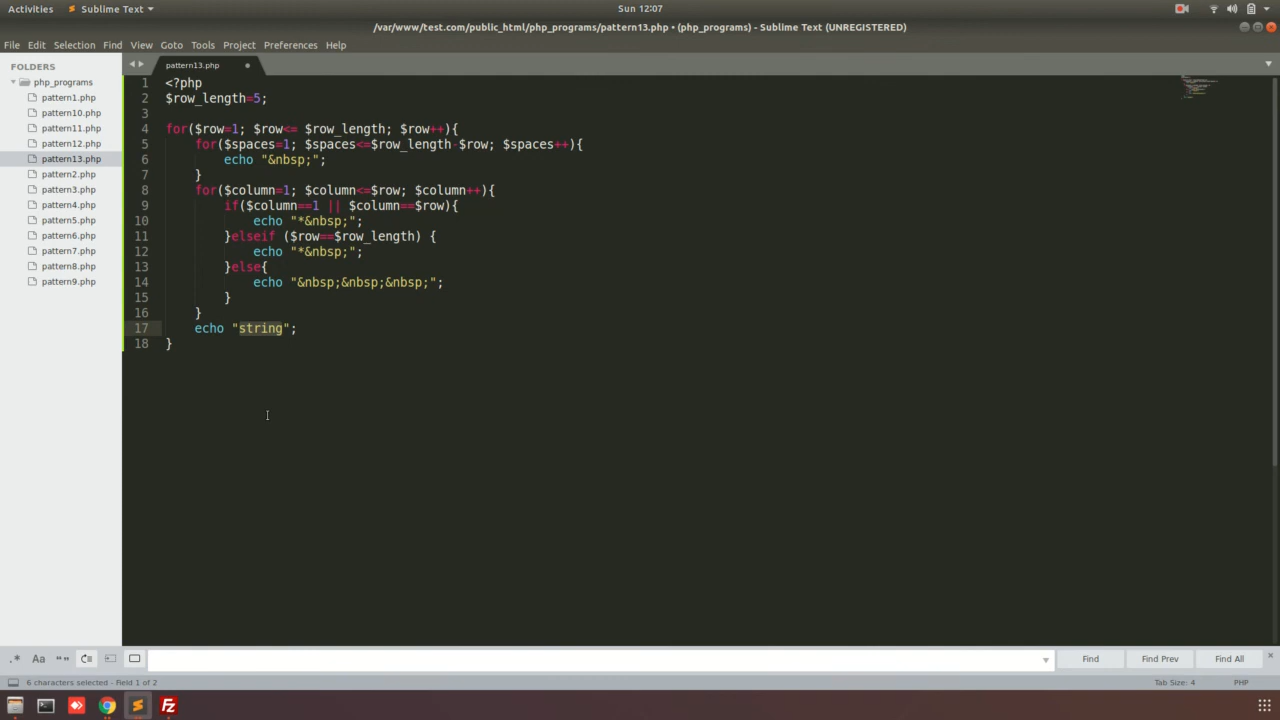 Activities Sublime Text Sun 12:07
/var/www/test.com/public_html/php_programs/pattern13.php • (php_programs) - Sublime Text (UNREGISTERED)
File Edit Selection Find View Goto Tools Project Preferences Help
FOLDERS
php_programs
pattern1.php
pattern10.php
pattern11.php
pattern12.php
pattern13.php
pattern2.php
pattern3.php
pattern4.php
pattern5.php
pattern6.php
pattern7.php
pattern8.php
pattern9.php
pattern13.php
1 <?php
2 $row_length=5;
3
4 for($row=1; $row<= $row_length; $row++){
5 for($spaces=1; $spaces<=$row_length-$row; $spaces++){
6 echo "&nbsp;";
7 }
8 for($column=1; $column<=$row; $column++){
9 if($column==1 || $column==$row){
10 echo "*&nbsp;";
11 }elseif ($row==$row_length) {
12 echo "*&nbsp;";
13 }else{
14 echo "&nbsp;&nbsp;&nbsp;";
15 }
16 }
17 echo "string";
18 }
.* Aa “” Find Find Prev Find All
6 characters selected - Field 1 of 2 Tab Size: 4 PHP